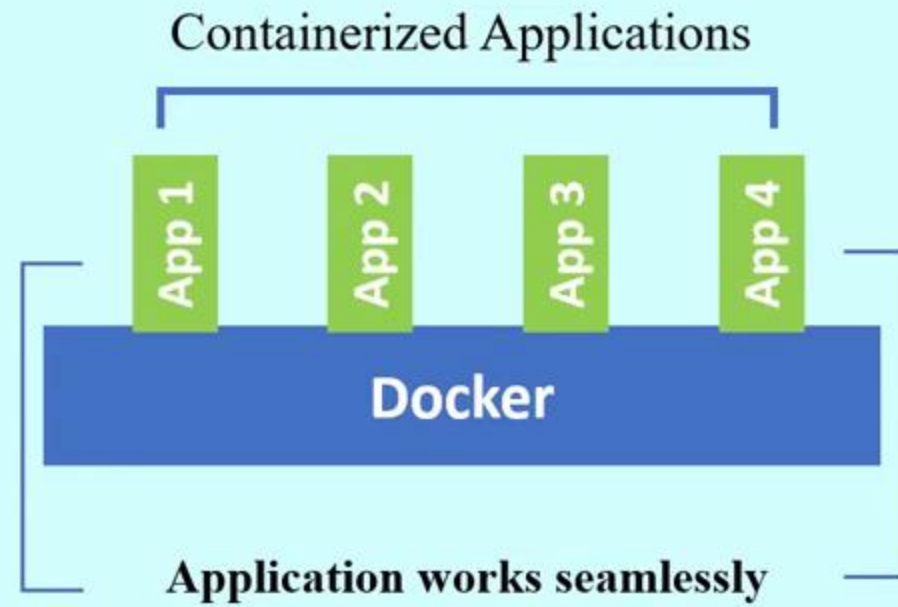 Containerized Applications
App 1
App 2
App 3
App 4
Docker
Application works seamlessly